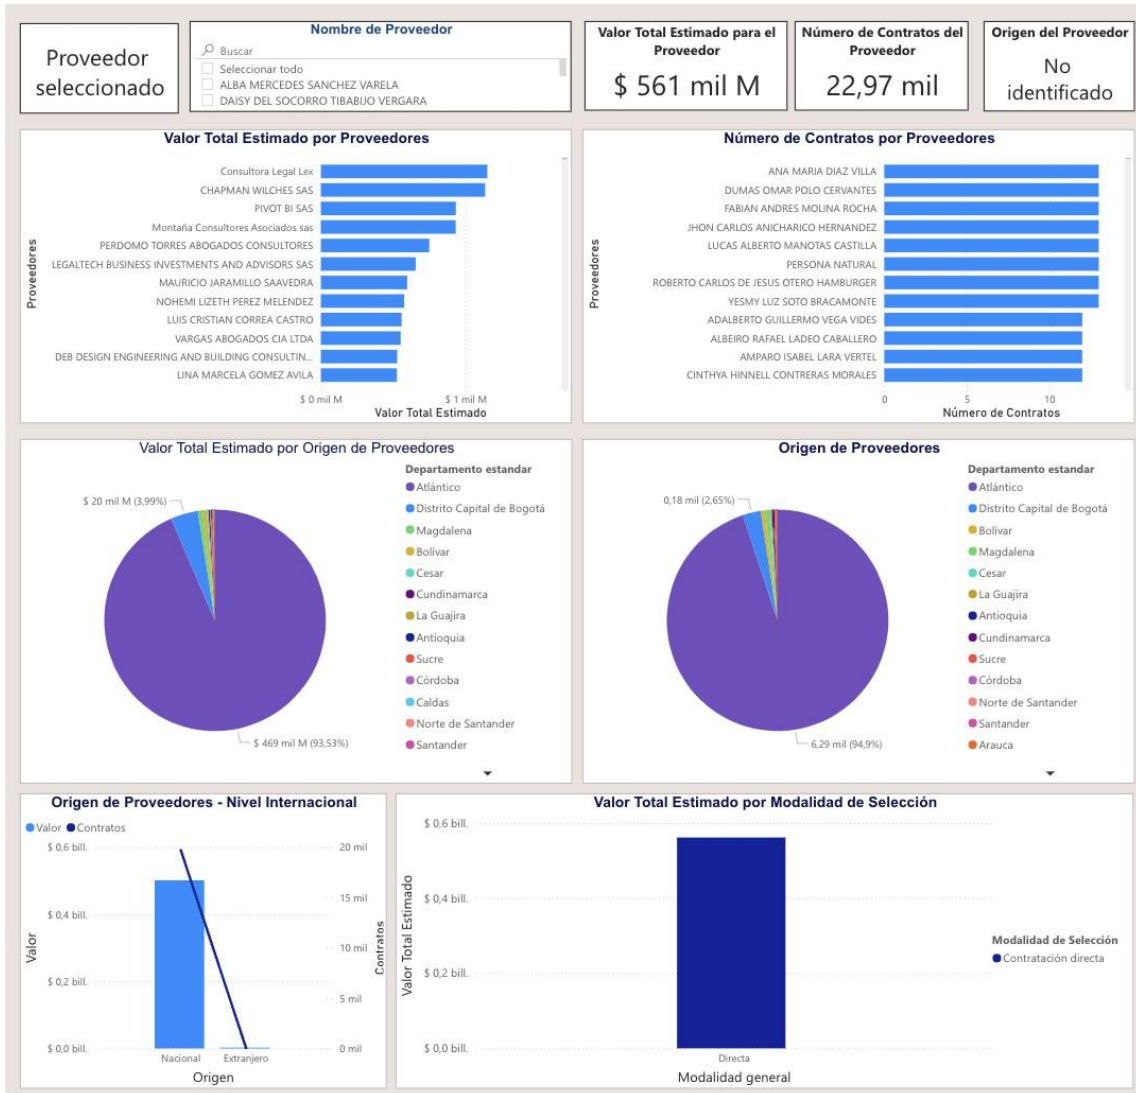 Proveedor
seleccionado
Nombre de Proveedor
Buscar
Seleccionar todo
ALBA MERCEDES SANCHEZ VARELA
DAISY DEL SOCORRO TIBABIJO VERGARA
Valor Total Estimado para el
Proveedor
$ 561 mil M
Número de Contratos del
Proveedor
22,97 mil
Origen del Proveedor
No
identificado
Valor Total Estimado por Proveedores
Proveedores
Consultora Legal Lex
CHAPMAN WILCHES SAS
PIVOT BI SAS
Montaña Consultores Asociados sas
PERDOMO TORRES ABOGADOS CONSULTORES
LEGALTECH BUSINESS INVESTMENTS AND ADVISORS SAS
MAURICIO JARAMILLO SAAVEDRA
NOHEMI LIZETH PEREZ MELENDEZ
LUIS CRISTIAN CORREA CASTRO
VARGAS ABOGADOS CIA LTDA
DEB DESIGN ENGINEERING AND BUILDING CONSULTIN...
LINA MARCELA GOMEZ AVILA
$ 0 mil M $ 1 mil M
Valor Total Estimado
Número de Contratos por Proveedores
Proveedores
ANA MARIA DIAZ VILLA
DUMAS OMAR POLO CERVANTES
FABIAN ANDRES MOLINA ROCHA
JHON CARLOS ANICHARICO HERNANDEZ
LUCAS ALBERTO MANOTAS CASTILLA
PERSONA NATURAL
ROBERTO CARLOS DE JESUS OTERO HAMBURGER
YESMY LUZ SOTO BRACAMONTE
ADALBERTO GUILLERMO VEGA VIDES
ALBEIRO RAFAEL LADEO CABALLERO
AMPARO ISABEL LARA VERTEL
CINTHYA HINNELL CONTRERAS MORALES
0 5 10
Número de Contratos
Valor Total Estimado por Origen de Proveedores
$ 20 mil M (3,99%)
$ 469 mil M (93,53%)
Departamento estandar
Atlántico
Distrito Capital de Bogotá
Magdalena
Bolívar
Cesar
Cundinamarca
La Guajira
Antioquia
Sucre
Córdoba
Caldas
Norte de Santander
Santander
Origen de Proveedores
0,18 mil (2,65%)
6,29 mil (94,9%)
Departamento estandar
Atlántico
Distrito Capital de Bogotá
Bolívar
Magdalena
Cesar
La Guajira
Antioquia
Cundinamarca
Sucre
Córdoba
Norte de Santander
Santander
Arauca
Origen de Proveedores - Nivel Internacional
Valor Contratos
Valor
$ 0,6 bill.
$ 0,4 bill.
$ 0,2 bill.
$ 0,0 bill.
20 mil
15 mil
10 mil
5 mil
0 mil
Contratos
Nacional Extranjero
Origen
Valor Total Estimado por Modalidad de Selección
Valor Total Estimado
$ 0,6 bill.
$ 0,4 bill.
$ 0,2 bill.
$ 0,0 bill.
Directa
Modalidad general
Modalidad de Selección
Contratación directa